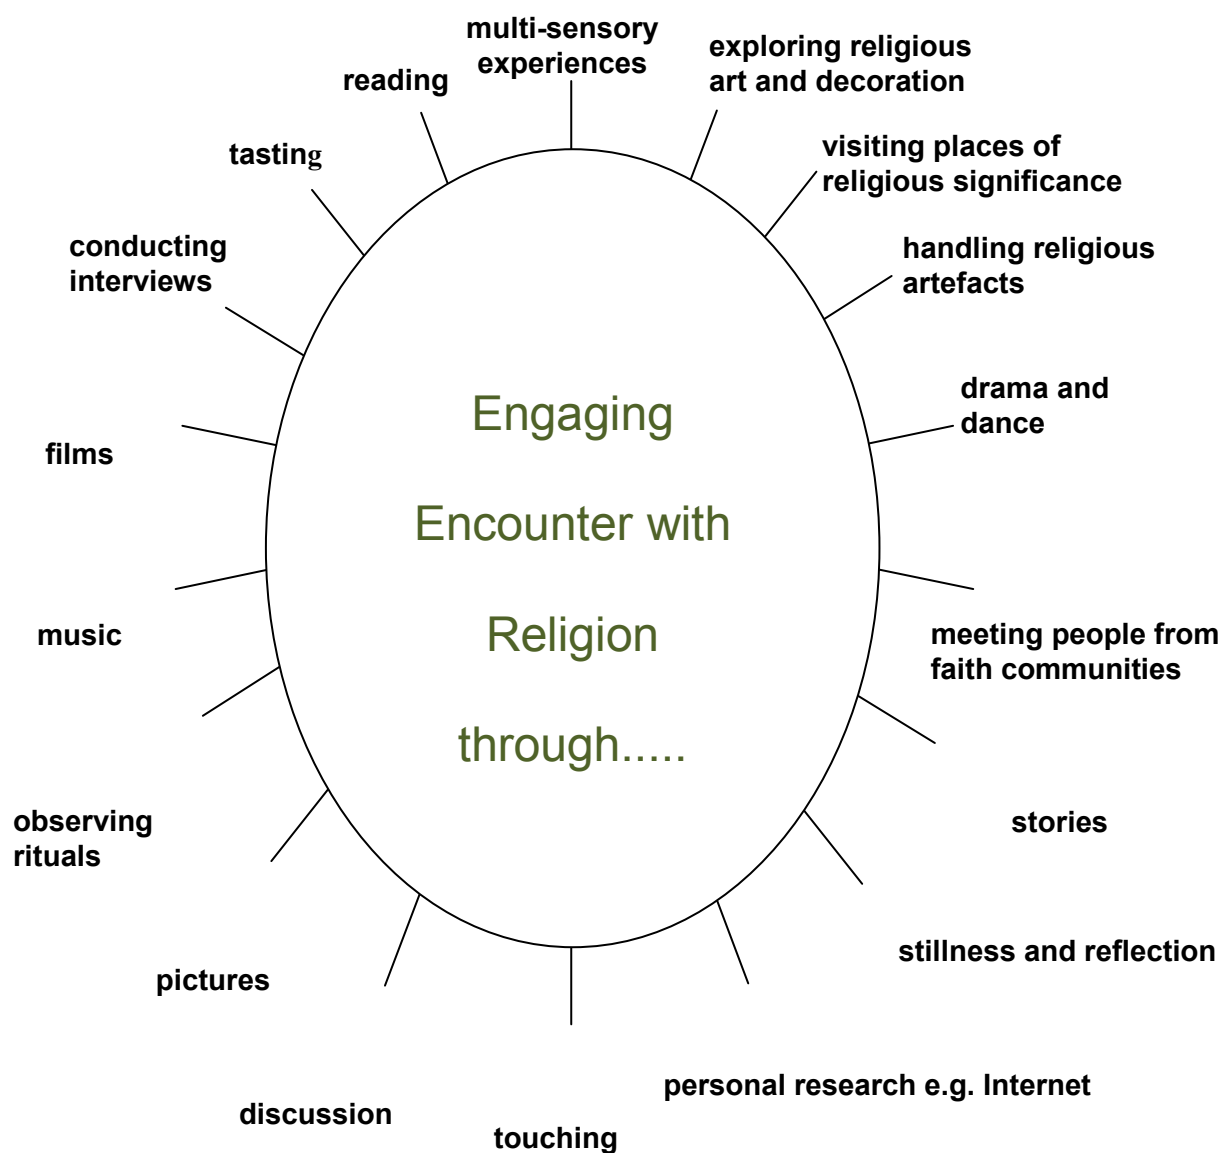 multi-sensory
experiences
exploring religious
art and decoration
visiting places of
religious significance
handling religious
artefacts
drama and
dance
meeting people from
faith communities
stories
stillness and reflection
personal research e.g. Internet
touching
discussion
pictures
observing
rituals
music
films
conducting
interviews
tasting
reading
Engaging
Encounter with
Religion
through.....